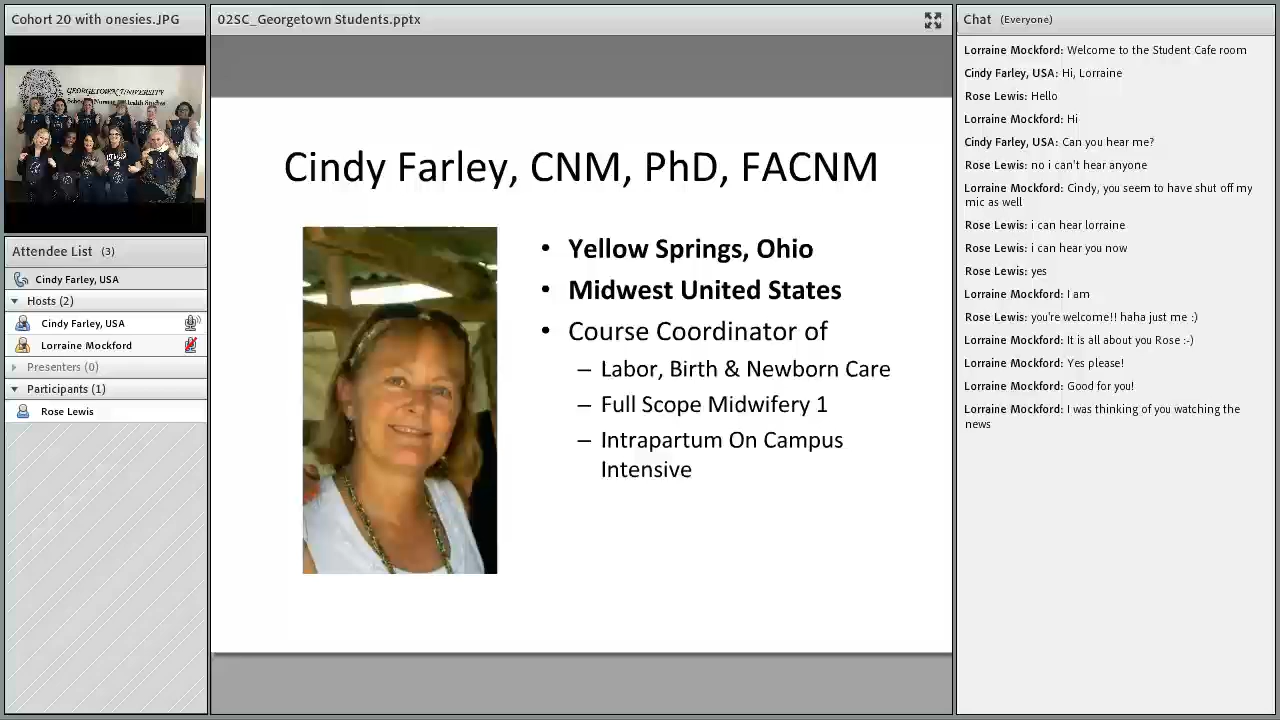 Cohort 20 with onesies.JPG
GEORGETOWN UNIVERSITY
Attendee List (3)
Cindy Farley, USA
Hosts (2)
Cindy Farley, USA
Lorraine Mockford
Presenters (0)
Participants (1)
Rose Lewis
02SC_Georgetown Students.pptx
Cindy Farley, CNM, PhD, FACNM
• Yellow Springs, Ohio
• Midwest United States
• Course Coordinator of
– Labor, Birth & Newborn Care
– Full Scope Midwifery 1
– Intrapartum On Campus
Intensive
Chat (Everyone)
Lorraine Mockford: Welcome to the Student Cafe room
Cindy Farley, USA: Hi, Lorraine
Rose Lewis: Hello
Lorraine Mockford: Hi
Cindy Farley, USA: Can you hear me?
Rose Lewis: no i can't hear anyone
Lorraine Mockford: Cindy, you seem to have shut off my
mic as well
Rose Lewis: i can hear lorraine
Rose Lewis: i can hear you now
Rose Lewis: yes
Lorraine Mockford: I am
Rose Lewis: you're welcome!! haha just me :)
Lorraine Mockford: It is all about you Rose :-)
Lorraine Mockford: Yes please!
Lorraine Mockford: Good for you!
Lorraine Mockford: I was thinking of you watching the
news